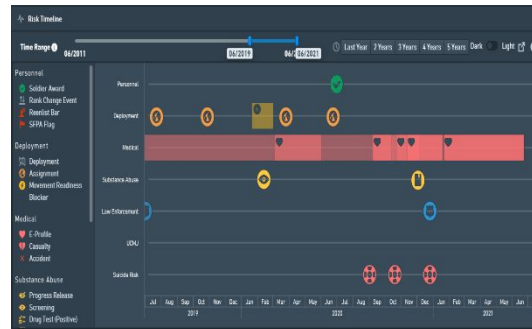 Risk Timeline
Time Range
06/2011
06/2019
06/2021
Last Year
2 Years
3 Years
4 Years
5 Years
Dark
Light
Personnel
Soldier Award
Rank Change Event
Reenlist Bar
SFPA Flag
Deployment
Deployment
Assignment
Movement Readiness
Blocker
Medical
E-Profile
Casualty
Accident
Substance Abuse
Progress Release
Screening
Drug Test (Positive)
Personnel
Deployment
Medical
Substance Abuse
Law Enforcement
UCMJ
Suicide Risk
Jul Aug Sep Oct Nov Dec Jan Feb Mar Apr May Jun Jul Aug Sep Oct Nov Dec Jan Feb Mar Apr May Jun
2019 2020 2021